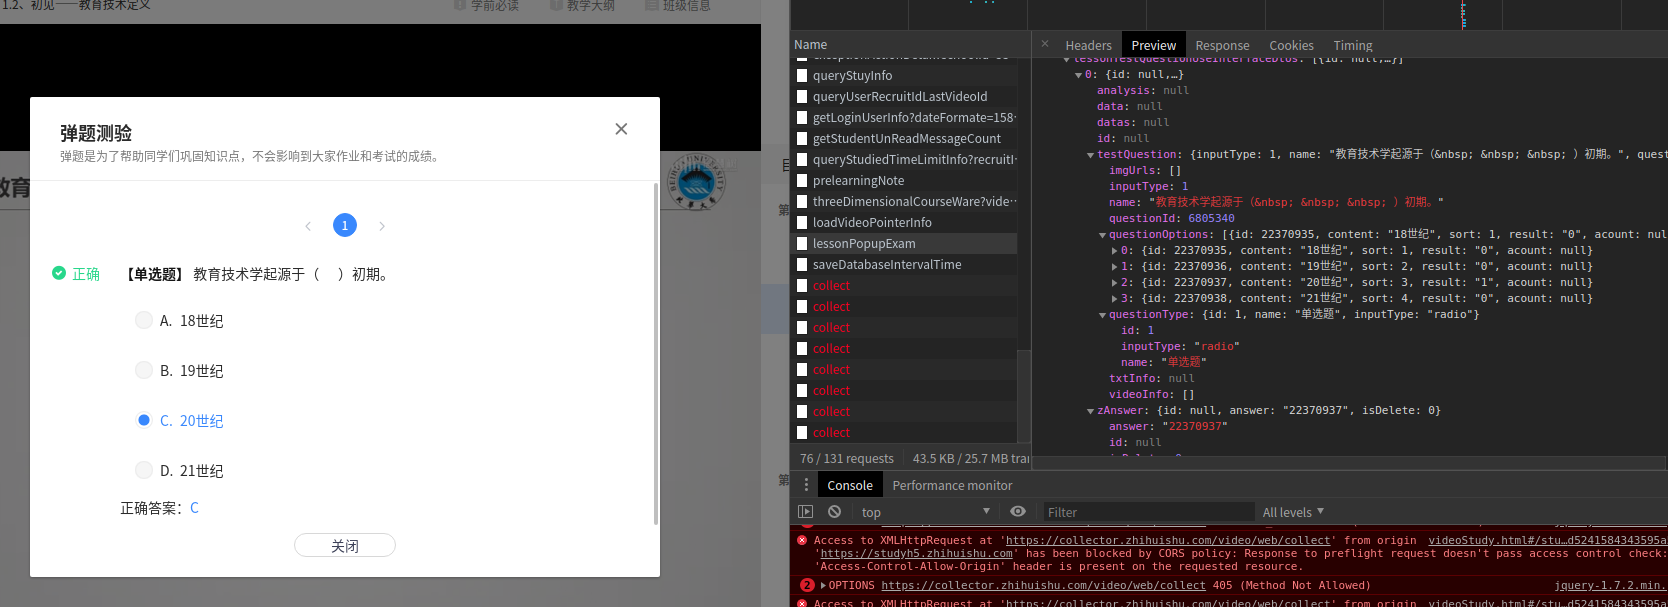 1.2、初见——教育技术定义
学前必读
教学大纲
班级信息
弹题测验
弹题是为了帮助同学们巩固知识点，不会影响到大家作业和考试的成绩。
1
正确
【单选题】 教育技术学起源于（    ）初期。
A. 18世纪
B. 19世纪
C. 20世纪
D. 21世纪
正确答案：C
关闭
教育
第
第
Name
queryStuyInfo
queryUserRecruitIdLastVideoId
getLoginUserInfo?dateFormate=158
getStudentUnReadMessageCount
queryStudiedTimeLimitInfo?recruitI
prelearningNote
threeDimensionalCourseWare?vide
loadVideoPointerInfo
lessonPopupExam
saveDatabaseIntervalTime
collect
collect
collect
collect
collect
collect
collect
collect
76 / 131 requests
43.5 KB / 25.7 MB tra
Headers
Preview
Response
Cookies
Timing
lessonTestQuestionUseInterfaceDtos: [{id: null,…}]
0: {id: null,…}
analysis: null
data: null
datas: null
id: null
testQuestion: {inputType: 1, name: "教育技术学起源于（&nbsp; &nbsp; &nbsp; ）初期。", quest
imgUrls: []
inputType: 1
name: "教育技术学起源于（&nbsp; &nbsp; &nbsp; ）初期。"
questionId: 6805340
questionOptions: [{id: 22370935, content: "18世纪", sort: 1, result: "0", acount: nul
0: {id: 22370935, content: "18世纪", sort: 1, result: "0", acount: null}
1: {id: 22370936, content: "19世纪", sort: 2, result: "0", acount: null}
2: {id: 22370937, content: "20世纪", sort: 3, result: "1", acount: null}
3: {id: 22370938, content: "21世纪", sort: 4, result: "0", acount: null}
questionType: {id: 1, name: "单选题", inputType: "radio"}
id: 1
inputType: "radio"
name: "单选题"
txtInfo: null
videoInfo: []
zAnswer: {id: null, answer: "22370937", isDelete: 0}
answer: "22370937"
id: null
Console
Performance monitor
top
Filter
All levels
Access to XMLHttpRequest at 'https://collector.zhihuishu.com/video/web/collect' from origin videoStudy.html#/stu…d5241584343595a
'https://studyh5.zhihuishu.com' has been blocked by CORS policy: Response to preflight request doesn't pass access control check:
'Access-Control-Allow-Origin' header is present on the requested resource.
2 OPTIONS https://collector.zhihuishu.com/video/web/collect 405 (Method Not Allowed) jquery-1.7.2.min.
Access to XMLHttpRequest at 'https://collector.zhihuishu.com/video/web/collect' from origin videoStudy.html#/stu…d5241584343595a